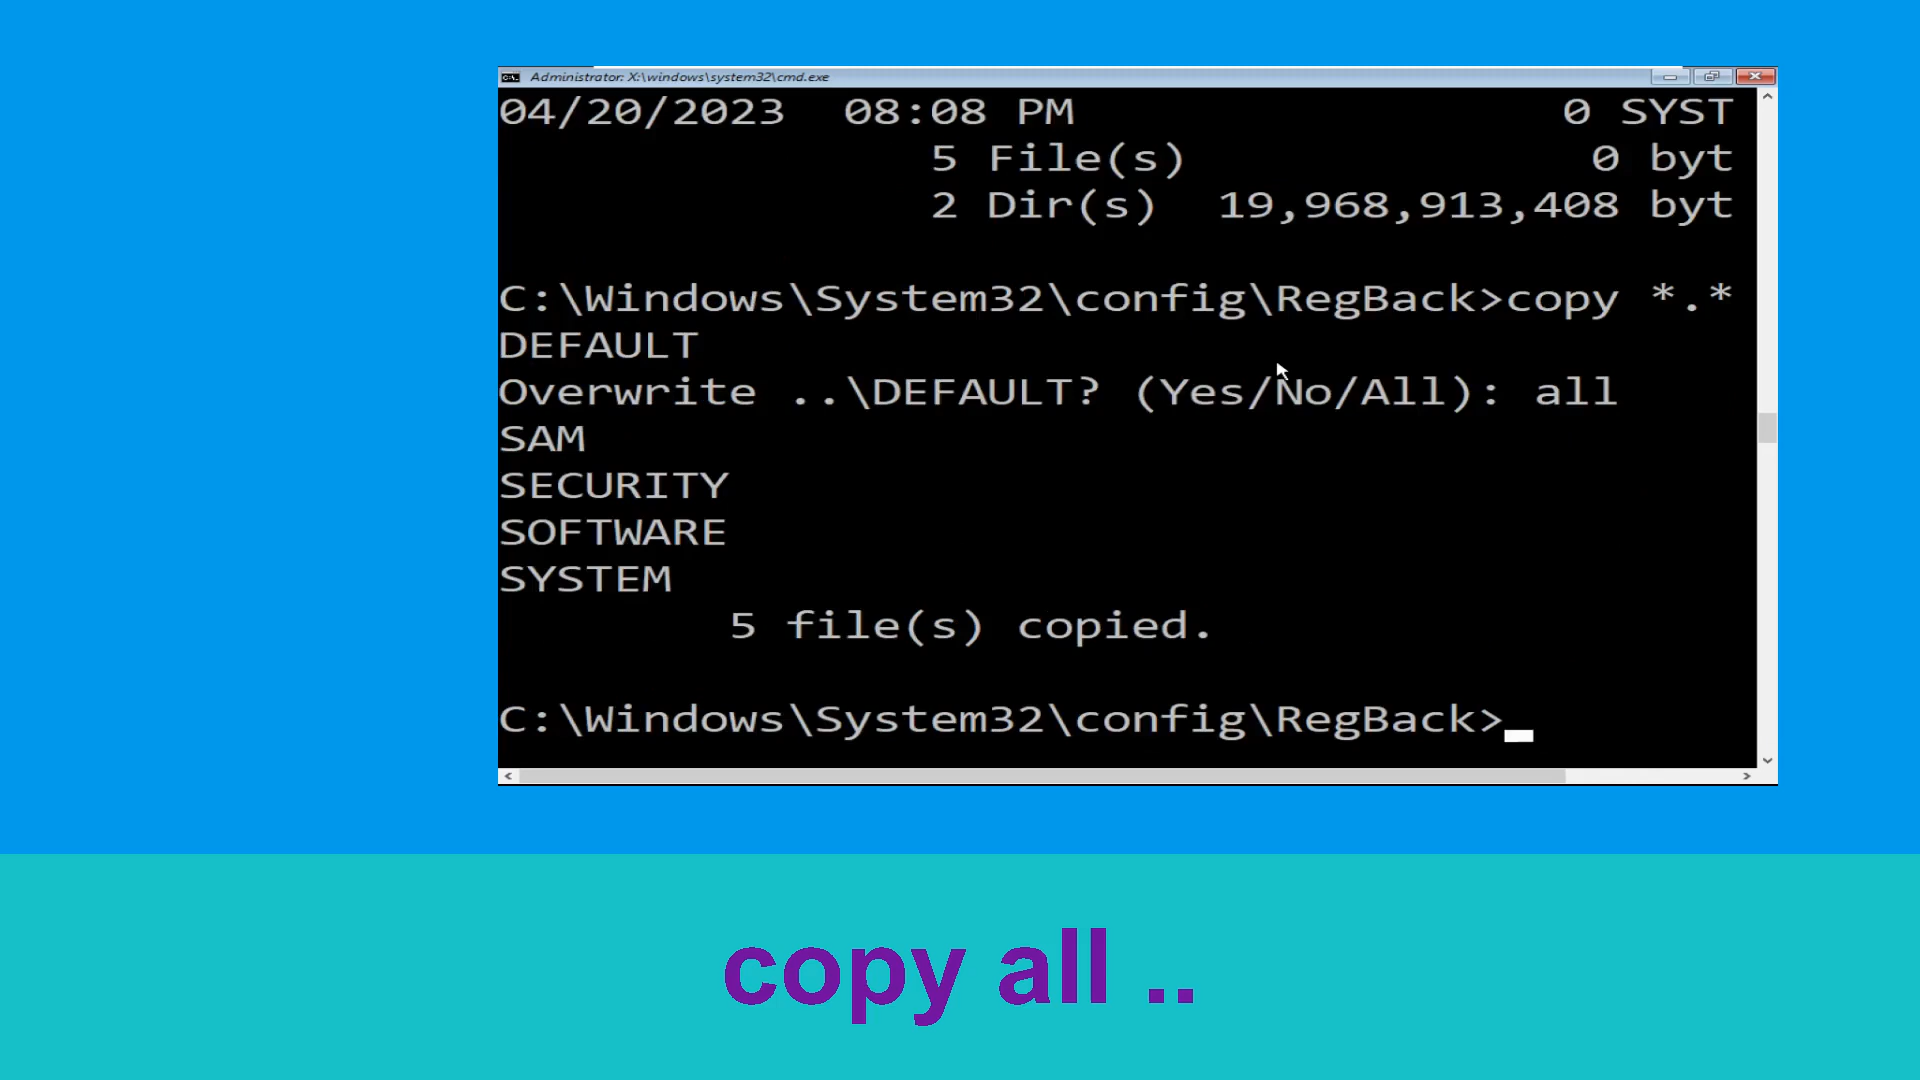 Administrator: X:\windows\system32\cmd.exe
04/20/2023 08:08 PM 0 SYST
5 File(s) 0 byt
2 Dir(s) 19,968,913,408 byt
C:\Windows\System32\config\RegBack>copy *.*
DEFAULT
Overwrite ..\DEFAULT? (Yes/No/All): all
SAM
SECURITY
SOFTWARE
SYSTEM
5 file(s) copied.
C:\Windows\System32\config\RegBack>
copy all ..